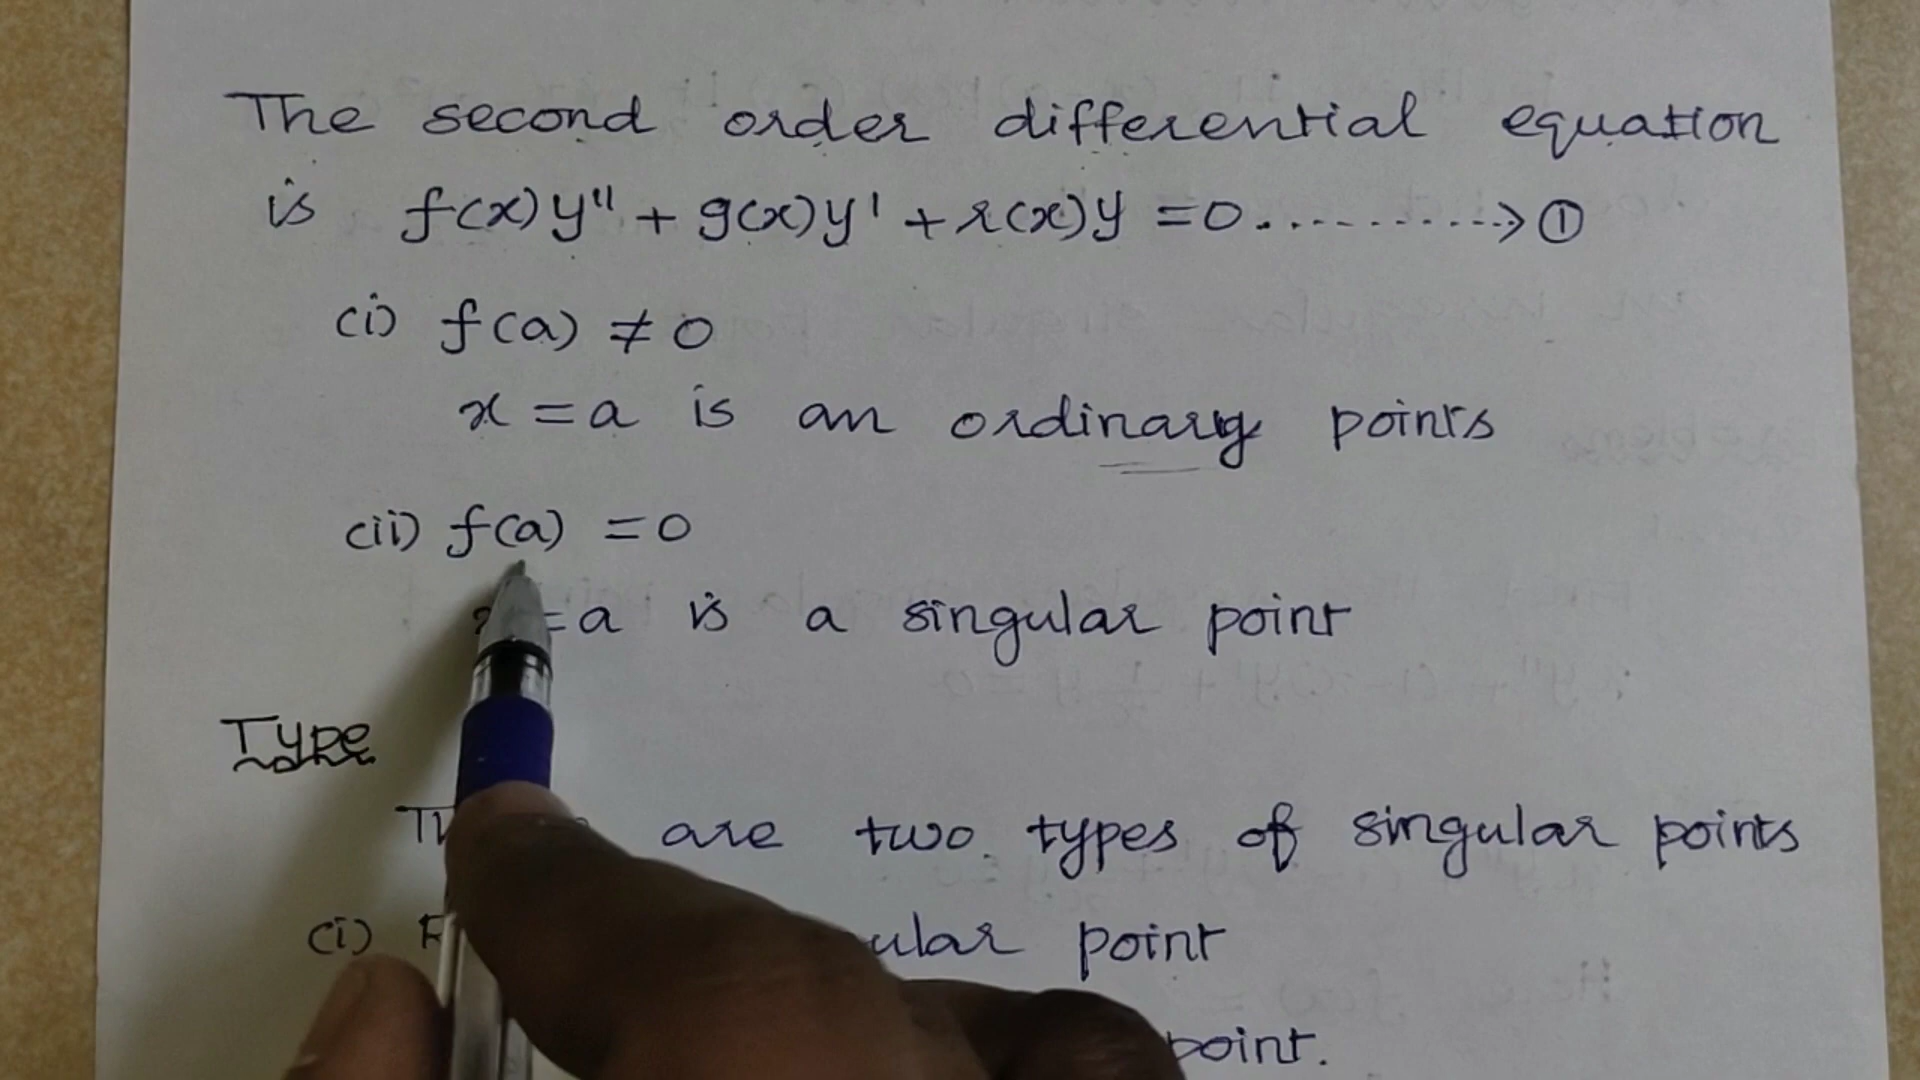 The second order differential equation
is f(x)y" + g(x)y' + r(x)y = 0 ..........> ①
(i) f(a) ≠ 0
x = a is an ordinary points
(ii) f(a) = 0
= a is a singular point
Type
are two types of singular points
(i) point
point.